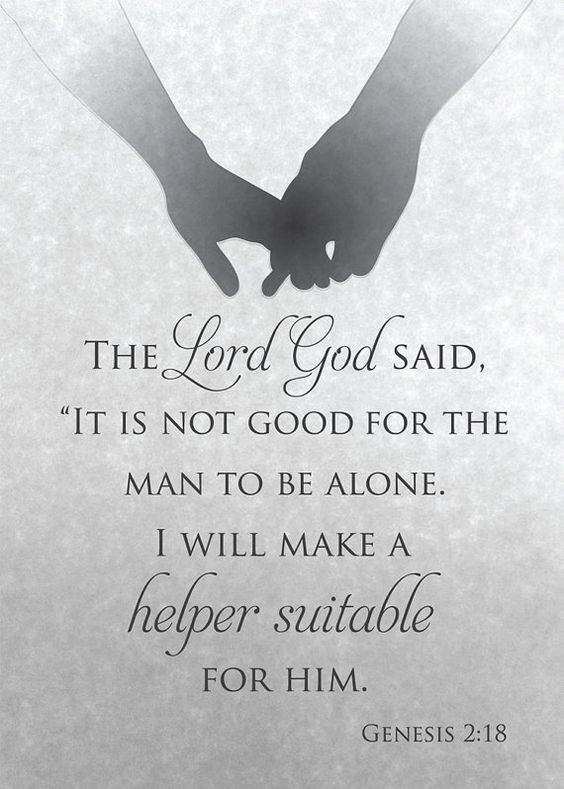 The Lord God said,
“It is not good for the
man to be alone.
I will make a
helper suitable
for him.
Genesis 2:18